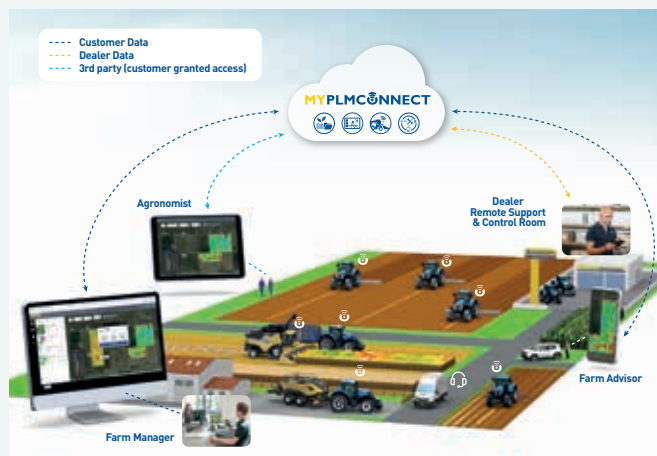 Customer Data
Dealer Data
3rd party (customer granted access)
MYPLMCONNECT
Agronomist
Dealer
Remote Support
& Control Room
Farm Advisor
Farm Manager